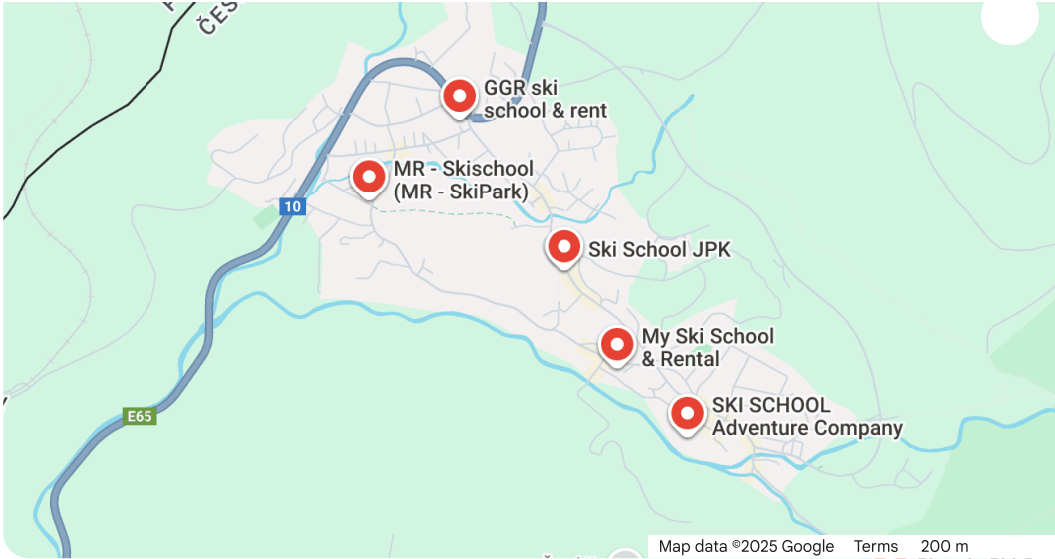 ČES
GGR ski
school & rent
MR - Skischool
(MR - SkiPark)
10
Ski School JPK
My Ski School
& Rental
SKI SCHOOL
Adventure Company
E65
Map data ©2025 Google Terms 200 m